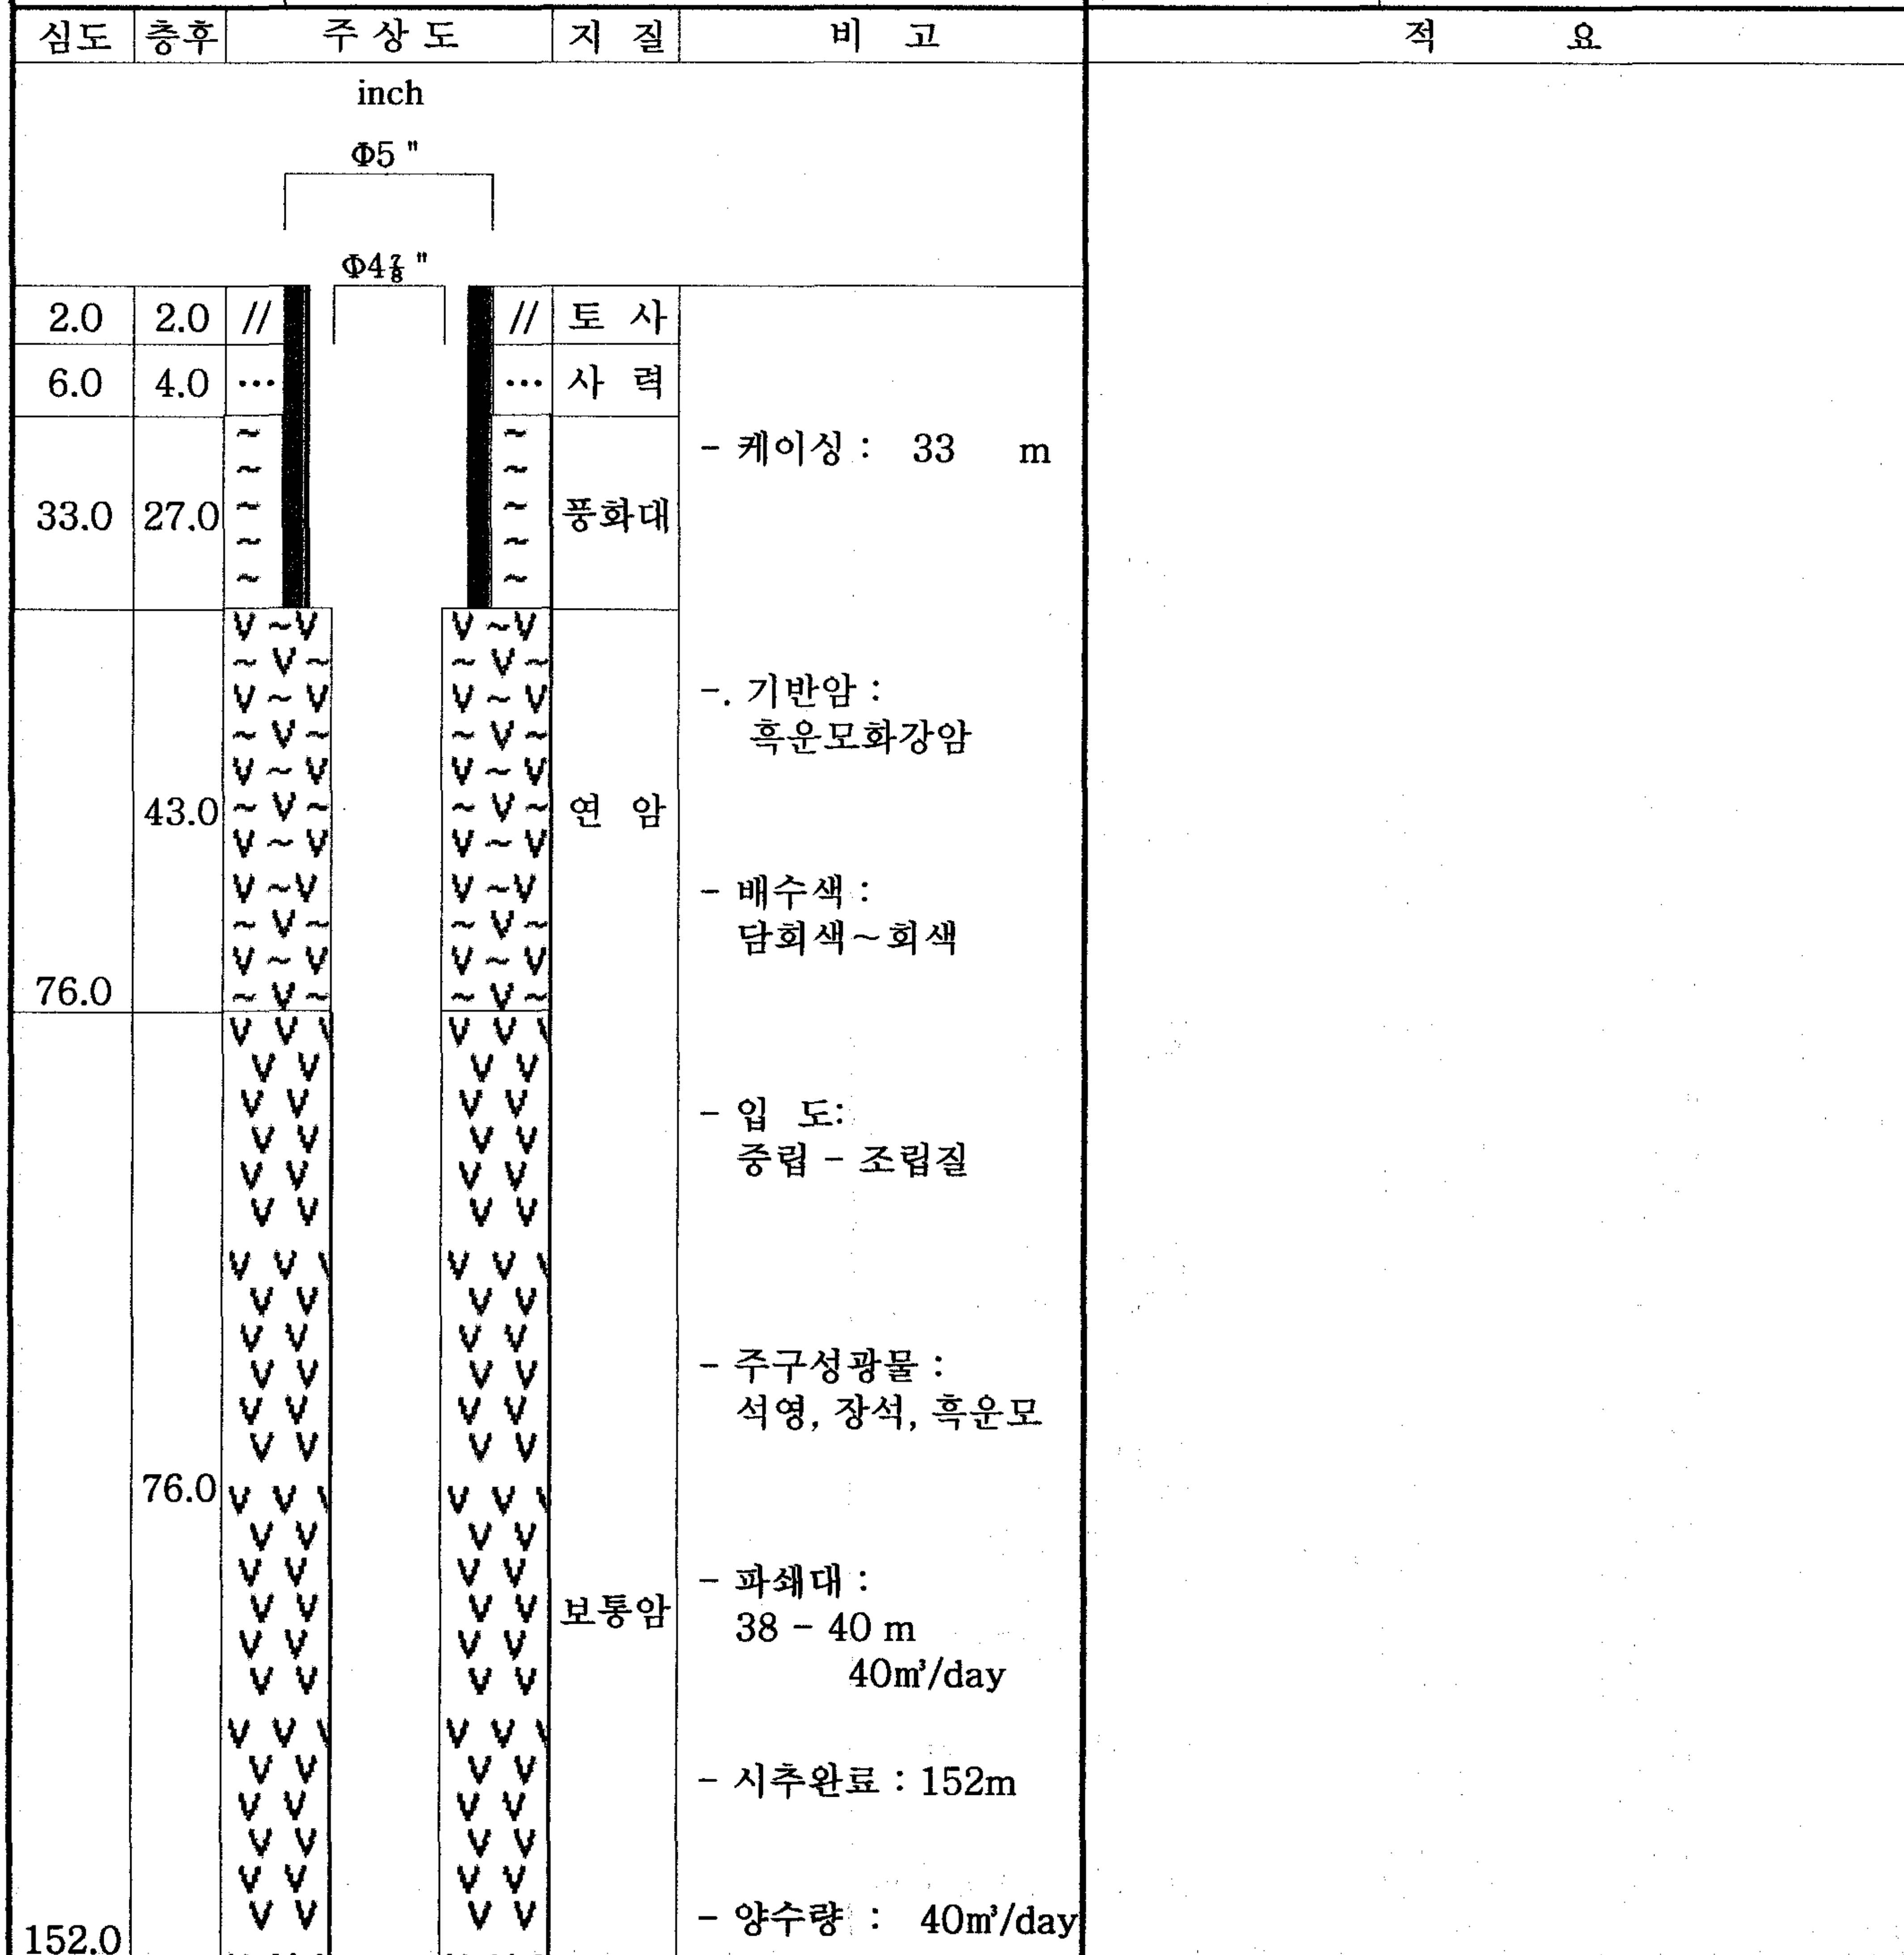 심도 층후 주 상 도 지 질 비 고 적 요
inch
Φ5 "
Φ4⅞ "
2.0 2.0 // // 토 사
6.0 4.0 ··· ··· 사 력
- 케이싱 : 33 m
33.0 27.0 풍화대
-. 기반암 :
흑운모화강암
43.0 연 암
- 배수색 :
담회색~회색
76.0
- 입 도:
중립 - 조립질
- 주구성광물 :
석영, 장석, 흑운모
76.0
- 파쇄대 :
보통암
38 - 40 m
40㎥/day
- 시추완료 : 152m
- 양수량 : 40㎥/day
152.0